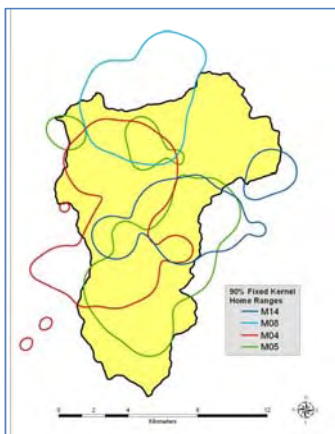 90% Fixed Kernel
Home Ranges
M14
M08
M04
M05
0 2 4 8 12
Kilometers